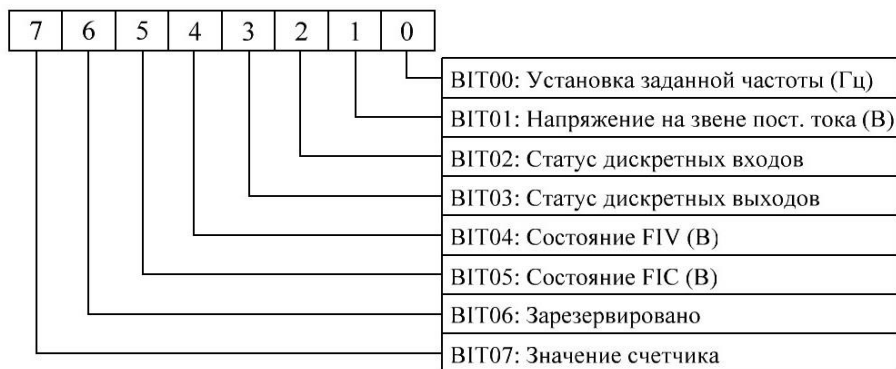 7 6 5 4 3 2 1 0
BIT00: Установка заданной частоты (Гц)
BIT01: Напряжение на звене пост. тока (В)
BIT02: Статус дискретных входов
BIT03: Статус дискретных выходов
BIT04: Состояние FIV (В)
BIT05: Состояние FIC (В)
BIT06: Зарезервировано
BIT07: Значение счетчика